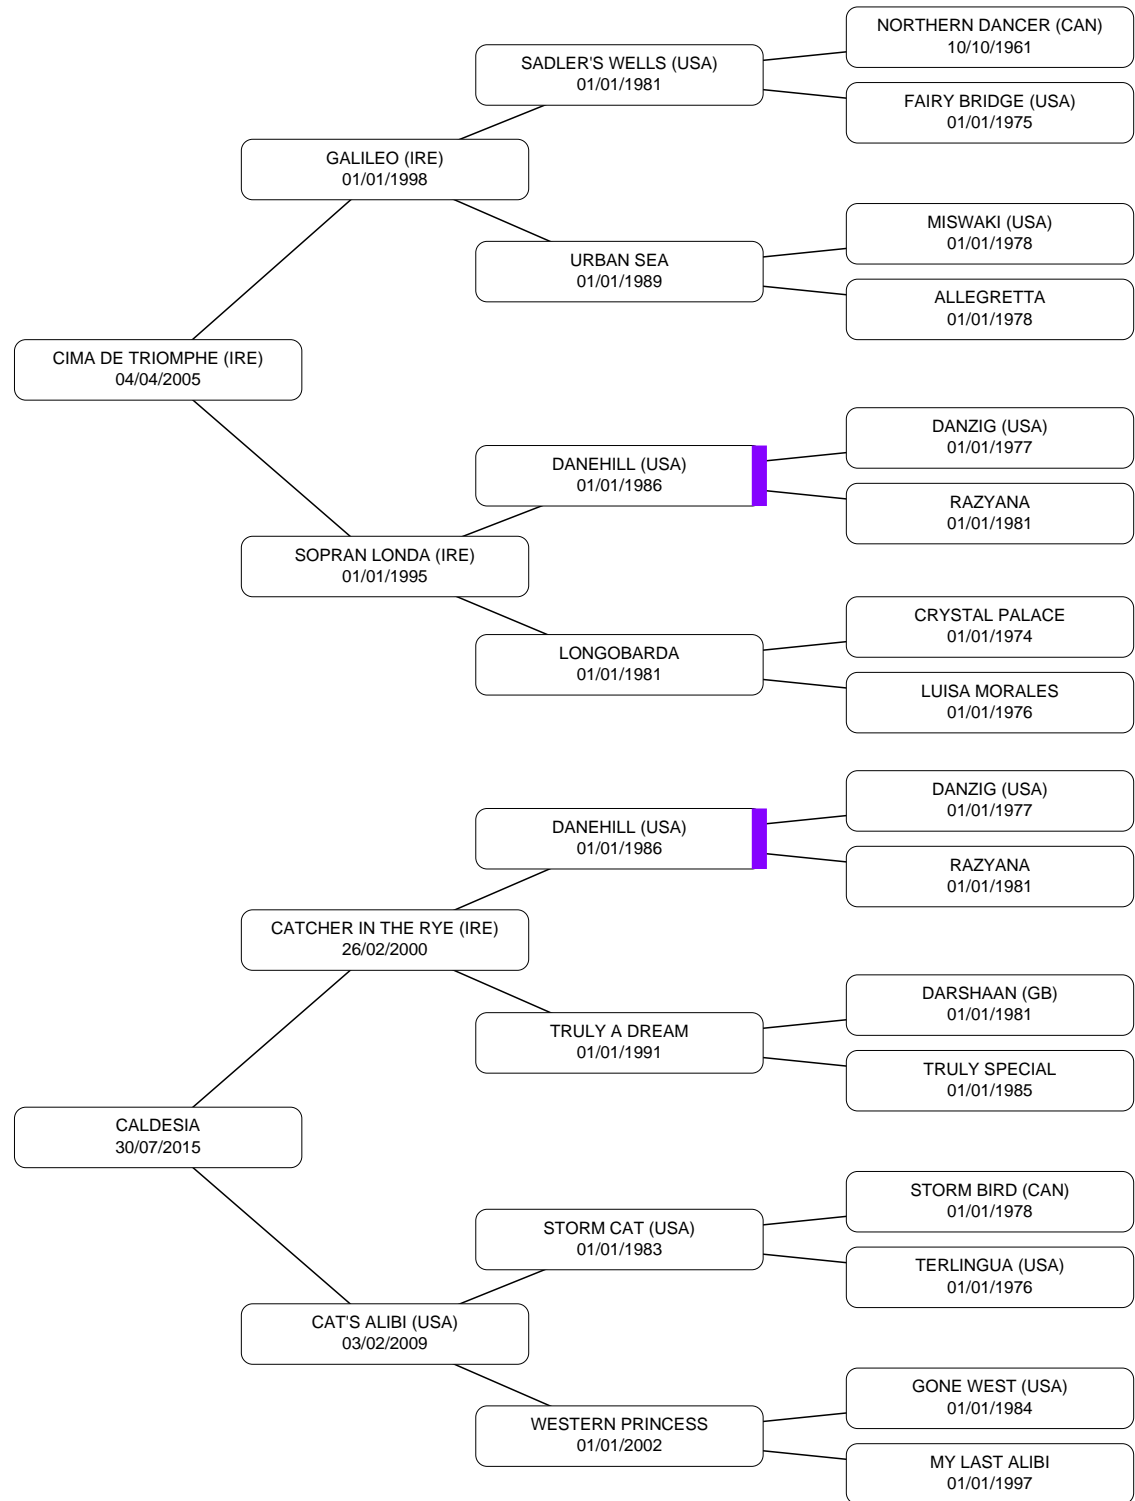 NORTHERN DANCER (CAN)
10/10/1961
SADLER'S WELLS (USA)
01/01/1981
FAIRY BRIDGE (USA)
01/01/1975
GALILEO (IRE)
01/01/1998
MISWAKI (USA)
01/01/1978
URBAN SEA
01/01/1989
ALLEGRETTA
01/01/1978
CIMA DE TRIOMPHE (IRE)
04/04/2005
DANZIG (USA)
01/01/1977
DANEHILL (USA)
01/01/1986
RAZYANA
01/01/1981
SOPRAN LONDA (IRE)
01/01/1995
CRYSTAL PALACE
01/01/1974
LONGOBARDA
01/01/1981
LUISA MORALES
01/01/1976
DANZIG (USA)
01/01/1977
DANEHILL (USA)
01/01/1986
RAZYANA
01/01/1981
CATCHER IN THE RYE (IRE)
26/02/2000
DARSHAAN (GB)
01/01/1981
TRULY A DREAM
01/01/1991
TRULY SPECIAL
01/01/1985
CALDESIA
30/07/2015
STORM BIRD (CAN)
01/01/1978
STORM CAT (USA)
01/01/1983
TERLINGUA (USA)
01/01/1976
CAT'S ALIBI (USA)
03/02/2009
GONE WEST (USA)
01/01/1984
WESTERN PRINCESS
01/01/2002
MY LAST ALIBI
01/01/1997